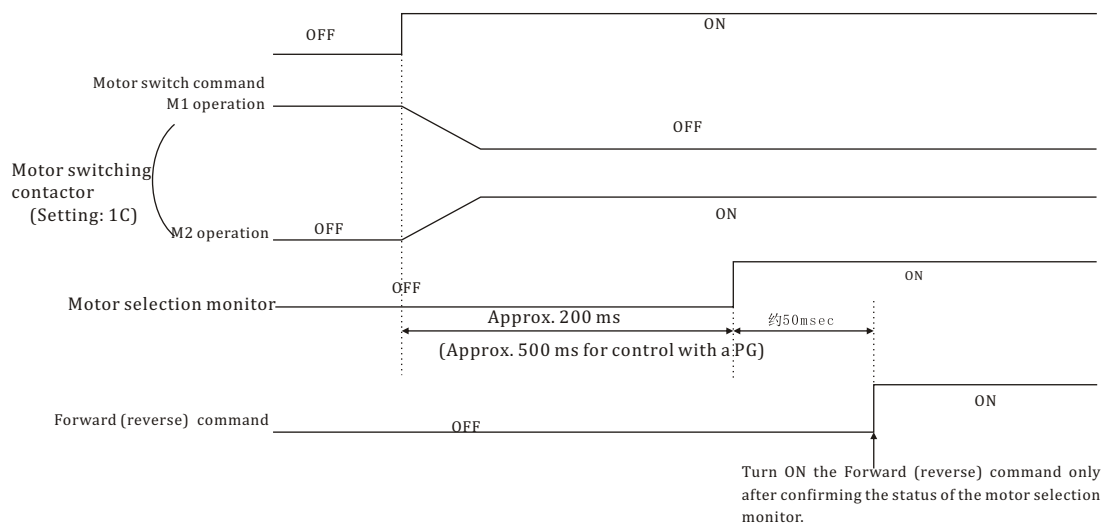 OFF
ON
Motor switch command
M1 operation
OFF
Motor switching
contactor
(Setting: 1C)
ON
M2 operation
OFF
ON
OFF
Motor selection monitor
Approx. 200 ms
约50msec
(Approx. 500 ms for control with a PG)
ON
Forward (reverse) command
OFF
Turn ON the Forward (reverse) command only
after confirming the status of the motor selection
monitor.